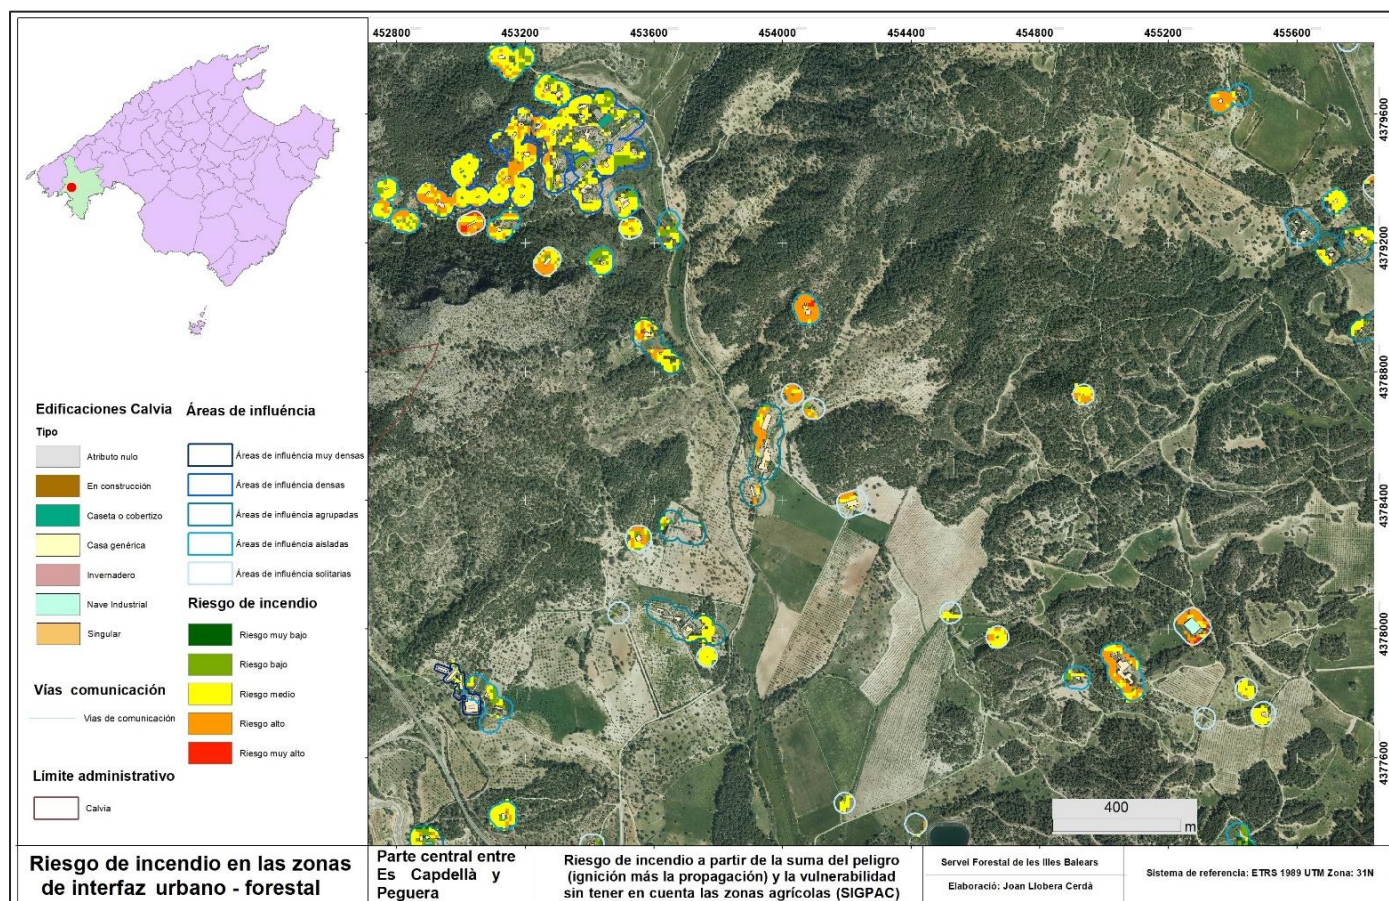 452800 453200 453600 454000 454400 454800 455200 455600
4379600
4379200
4378800
4378400
4378000
4377600
Edificaciones Calvia
Tipo
Atributo nulo
En construcción
Caseta o cobertizo
Casa genérica
Invernadero
Nave Industrial
Singular
Vías comunicación
Vias de comunicación
Límite administrativo
Calvia
Áreas de influéncia
Áreas de influéncia muy densas
Áreas de influéncia densas
Áreas de influéncia agrupadas
Áreas de influéncia aisladas
Áreas de influéncia solitarias
Riesgo de incendio
Riesgo muy bajo
Riesgo bajo
Riesgo medio
Riesgo alto
Riesgo muy alto
400
m
Riesgo de incendio en las zonas
de interfaz urbano - forestal
Parte central entre
Es Capdellà y
Peguera
Riesgo de incendio a partir de la suma del peligro
(ignición más la propagación) y la vulnerabilidad
sin tener en cuenta las zonas agrícolas (SIGPAC)
Servei Forestal de les Illes Balears
Elaboració: Joan Llobera Cerdà
Sistema de referencia: ETRS 1989 UTM Zona: 31N